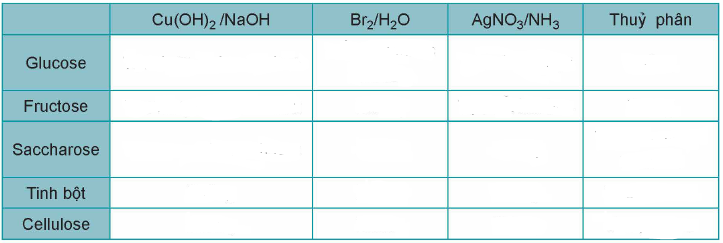 Cu(OH)₂ /NaOH Br₂/H₂O AgNO₃/NH₃ Thuỷ phân
Glucose
Fructose
Saccharose
Tinh bột
Cellulose